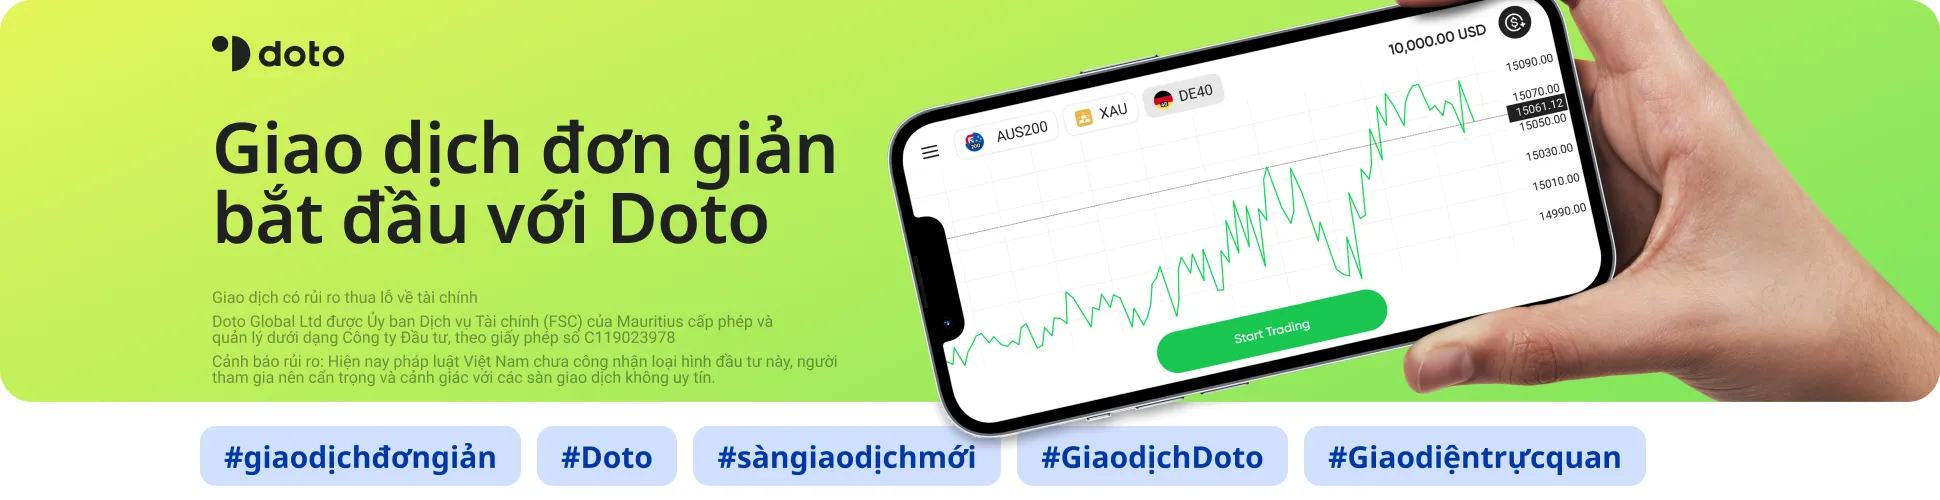 doto
Giao dịch đơn giản
bắt đầu với Doto
Giao dịch có rủi ro thua lỗ về tài chính
Doto Global Ltd được Ủy ban Dịch vụ Tài chính (FSC) của Mauritius cấp phép và
quản lý dưới dạng Công ty Đầu tư, theo giấy phép số C119023978
Cảnh báo rủi ro: Hiện nay pháp luật Việt Nam chưa công nhận loại hình đầu tư này, người
tham gia nên cẩn trọng và cảnh giác với các sàn giao dịch không uy tín.
10,000.00 USD
AUS200
XAU
DE40
15090.00
15070.00
15061.12
15050.00
15030.00
15010.00
14990.00
Start Trading
#giaodịchđơngiản
#Doto
#sàngiaodịchmới
#GiaodịchDoto
#Giaodiệntrựcquan